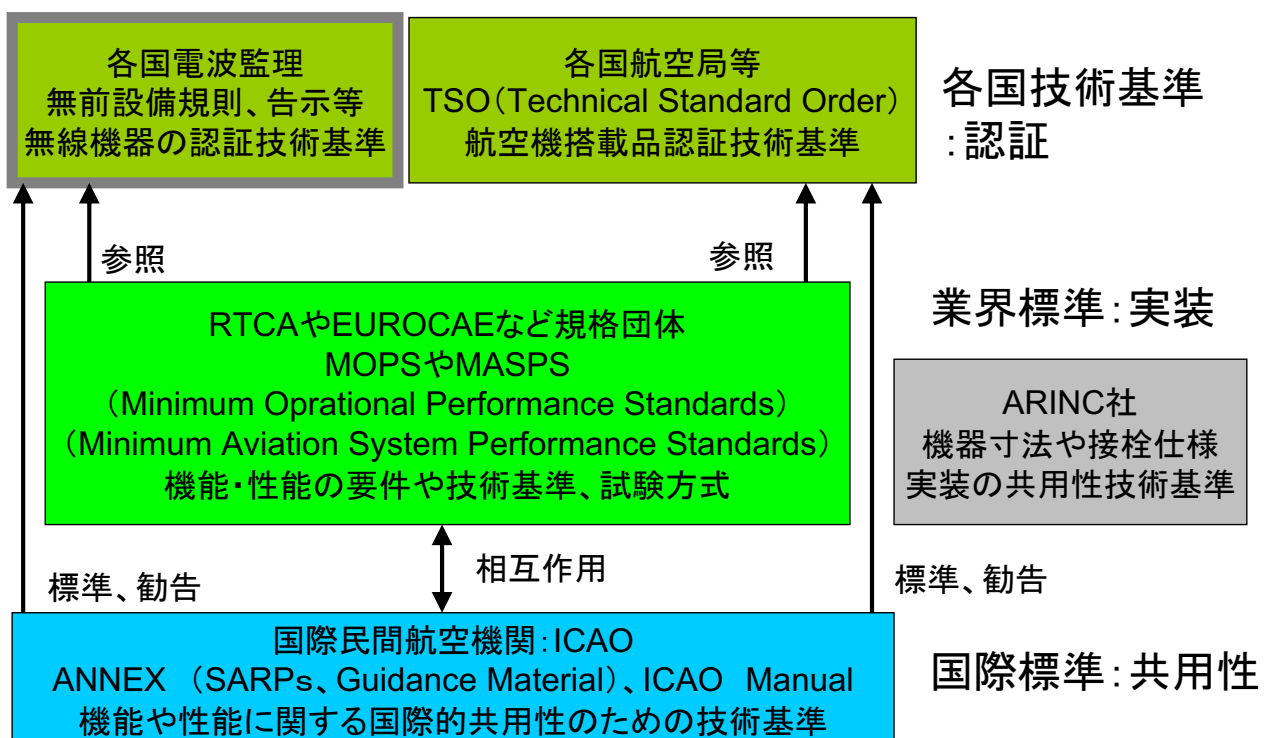 各国電波監理
無前設備規則、告示等
無線機器の認証技術基準
各国航空局等
TSO(Technical Standard Order)
航空機搭載品認証技術基準
各国技術基準
:認証
参照
参照
業界標準:実装
RTCAやEUROCAEなど規格団体
MOPSやMASPS
(Minimum Oprational Performance Standards)
(Minimum Aviation System Performance Standards)
機能・性能の要件や技術基準、試験方式
ARINC社
機器寸法や接栓仕様
実装の共用性技術基準
標準、勧告
相互作用
標準、勧告
国際民間航空機関:ICAO
ANNEX (SARPs、Guidance Material)、ICAO Manual
機能や性能に関する国際的共用性のための技術基準
国際標準:共用性